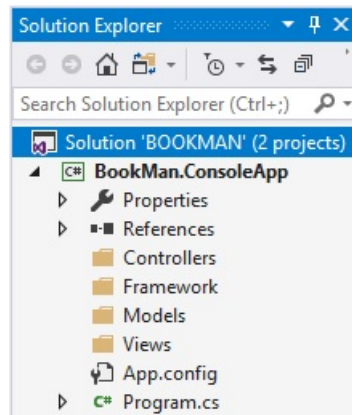 Solution Explorer
Search Solution Explorer (Ctrl+;)
Solution 'BOOKMAN' (2 projects)
C# BookMan.ConsoleApp
Properties
References
Controllers
Framework
Models
Views
App.config
C# Program.cs